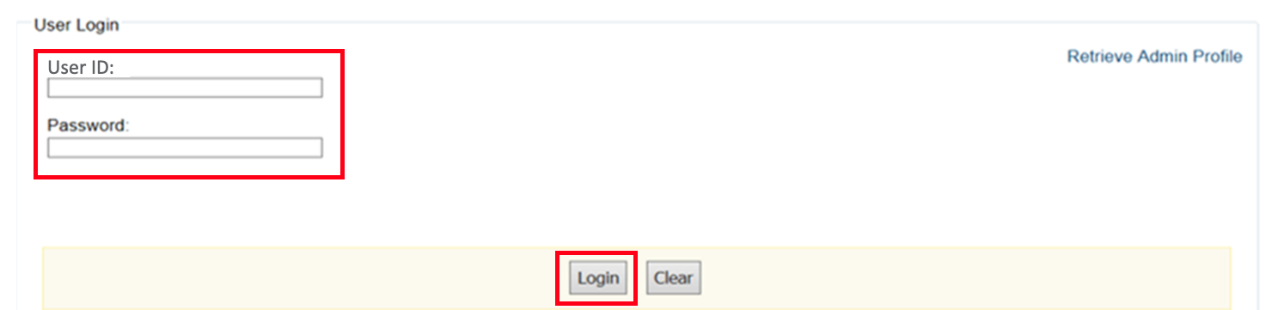 User Login
User ID:
Retrieve Admin Profile
Password:
Login
Clear